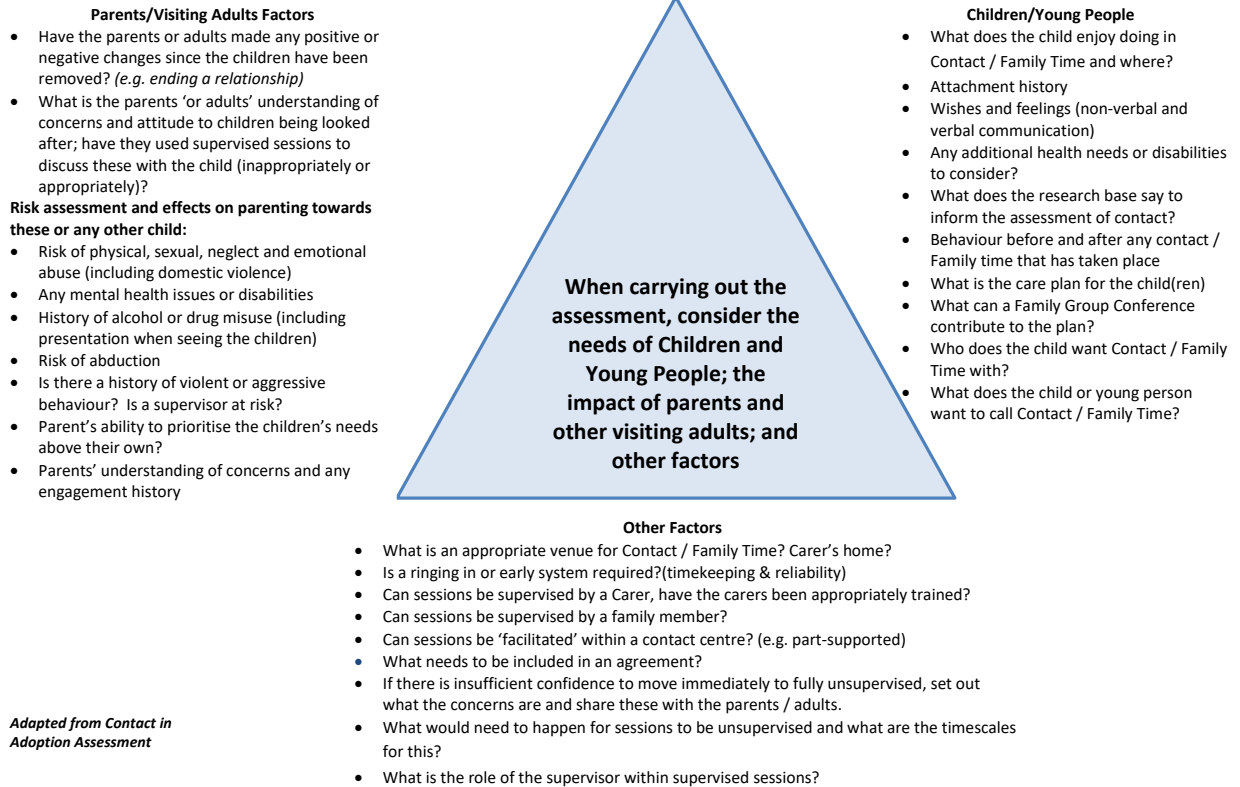 Parents/Visiting Adults Factors
• Have the parents or adults made any positive or
negative changes since the children have been
removed? (e.g. ending a relationship)
• What is the parents ‘or adults’ understanding of
concerns and attitude to children being looked
after; have they used supervised sessions to
discuss these with the child (inappropriately or
appropriately)?
Risk assessment and effects on parenting towards
these or any other child:
• Risk of physical, sexual, neglect and emotional
abuse (including domestic violence)
• Any mental health issues or disabilities
• History of alcohol or drug misuse (including
presentation when seeing the children)
• Risk of abduction
• Is there a history of violent or aggressive
behaviour? Is a supervisor at risk?
• Parent’s ability to prioritise the children’s needs
above their own?
• Parents’ understanding of concerns and any
engagement history
When carrying out the
assessment, consider the
needs of Children and
Young People; the
impact of parents and
other visiting adults; and
other factors
Children/Young People
• What does the child enjoy doing in
Contact / Family Time and where?
• Attachment history
• Wishes and feelings (non-verbal and
verbal communication)
• Any additional health needs or disabilities
to consider?
• What does the research base say to
inform the assessment of contact?
• Behaviour before and after any contact /
Family time that has taken place
• What is the care plan for the child(ren)
• What can a Family Group Conference
contribute to the plan?
• Who does the child want Contact / Family
Time with?
• What does the child or young person
want to call Contact / Family Time?
Other Factors
• What is an appropriate venue for Contact / Family Time? Carer’s home?
• Is a ringing in or early system required?(timekeeping & reliability)
• Can sessions be supervised by a Carer, have the carers been appropriately trained?
• Can sessions be supervised by a family member?
• Can sessions be ‘facilitated’ within a contact centre? (e.g. part-supported)
• What needs to be included in an agreement?
• If there is insufficient confidence to move immediately to fully unsupervised, set out
what the concerns are and share these with the parents / adults.
• What would need to happen for sessions to be unsupervised and what are the timescales
for this?
• What is the role of the supervisor within supervised sessions?
Adapted from Contact in
Adoption Assessment